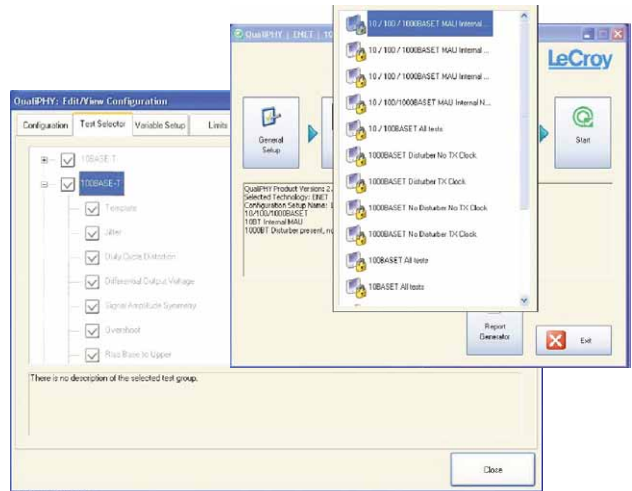 QualiPHY | ENET | 10
LeCroy
General
Setup
Start
QualiPHY Product Version: 2.
Selected Technology: ENET
Configuration Setup Name:
10/100/1000BASET
10BT Internal MAU
1000BT Disturber present, no
Report
Generator
Exit
10 / 100 / 1000BASET MAU Internal ...
10 / 100 / 1000BASET MAU Internal ...
10 / 100 / 1000BASET MAU Internal ...
10 / 100/1000BASET MAU Internal N...
10 / 100BASET All tests
1000BASET Disturber No TX Clock
1000BASET Disturber TX Clock
1000BASET No Disturber No TX Clock
1000BASET No Disturber TX Clock
100BASET All tests
10BASET All tests
QualiPHY: Edit/View Configuration
Configuration
Test Selector
Variable Setup
Limits
10BASE-T
100BASE-T
Template
Jitter
Duty Cycle Distortion
Differential Output Voltage
Signal Amplitude Symmetry
Overshoot
Rise Base to Upper
There is no description of the selected test group.
Close